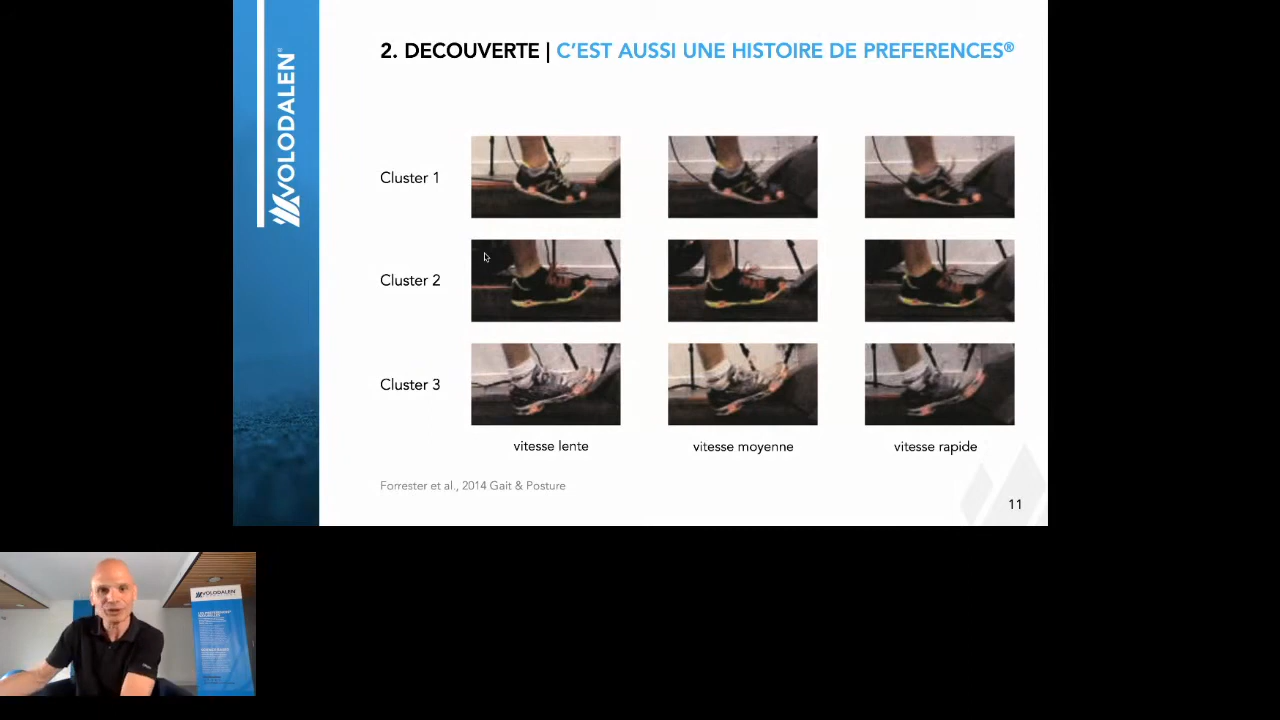 2. DECOUVERTE | C'EST AUSSI UNE HISTOIRE DE PREFERENCES®
VOLODALEN®
Cluster 1
Cluster 2
Cluster 3
vitesse lente
vitesse moyenne
vitesse rapide
Forrester et al., 2014 Gait & Posture
11
VOLODALEN